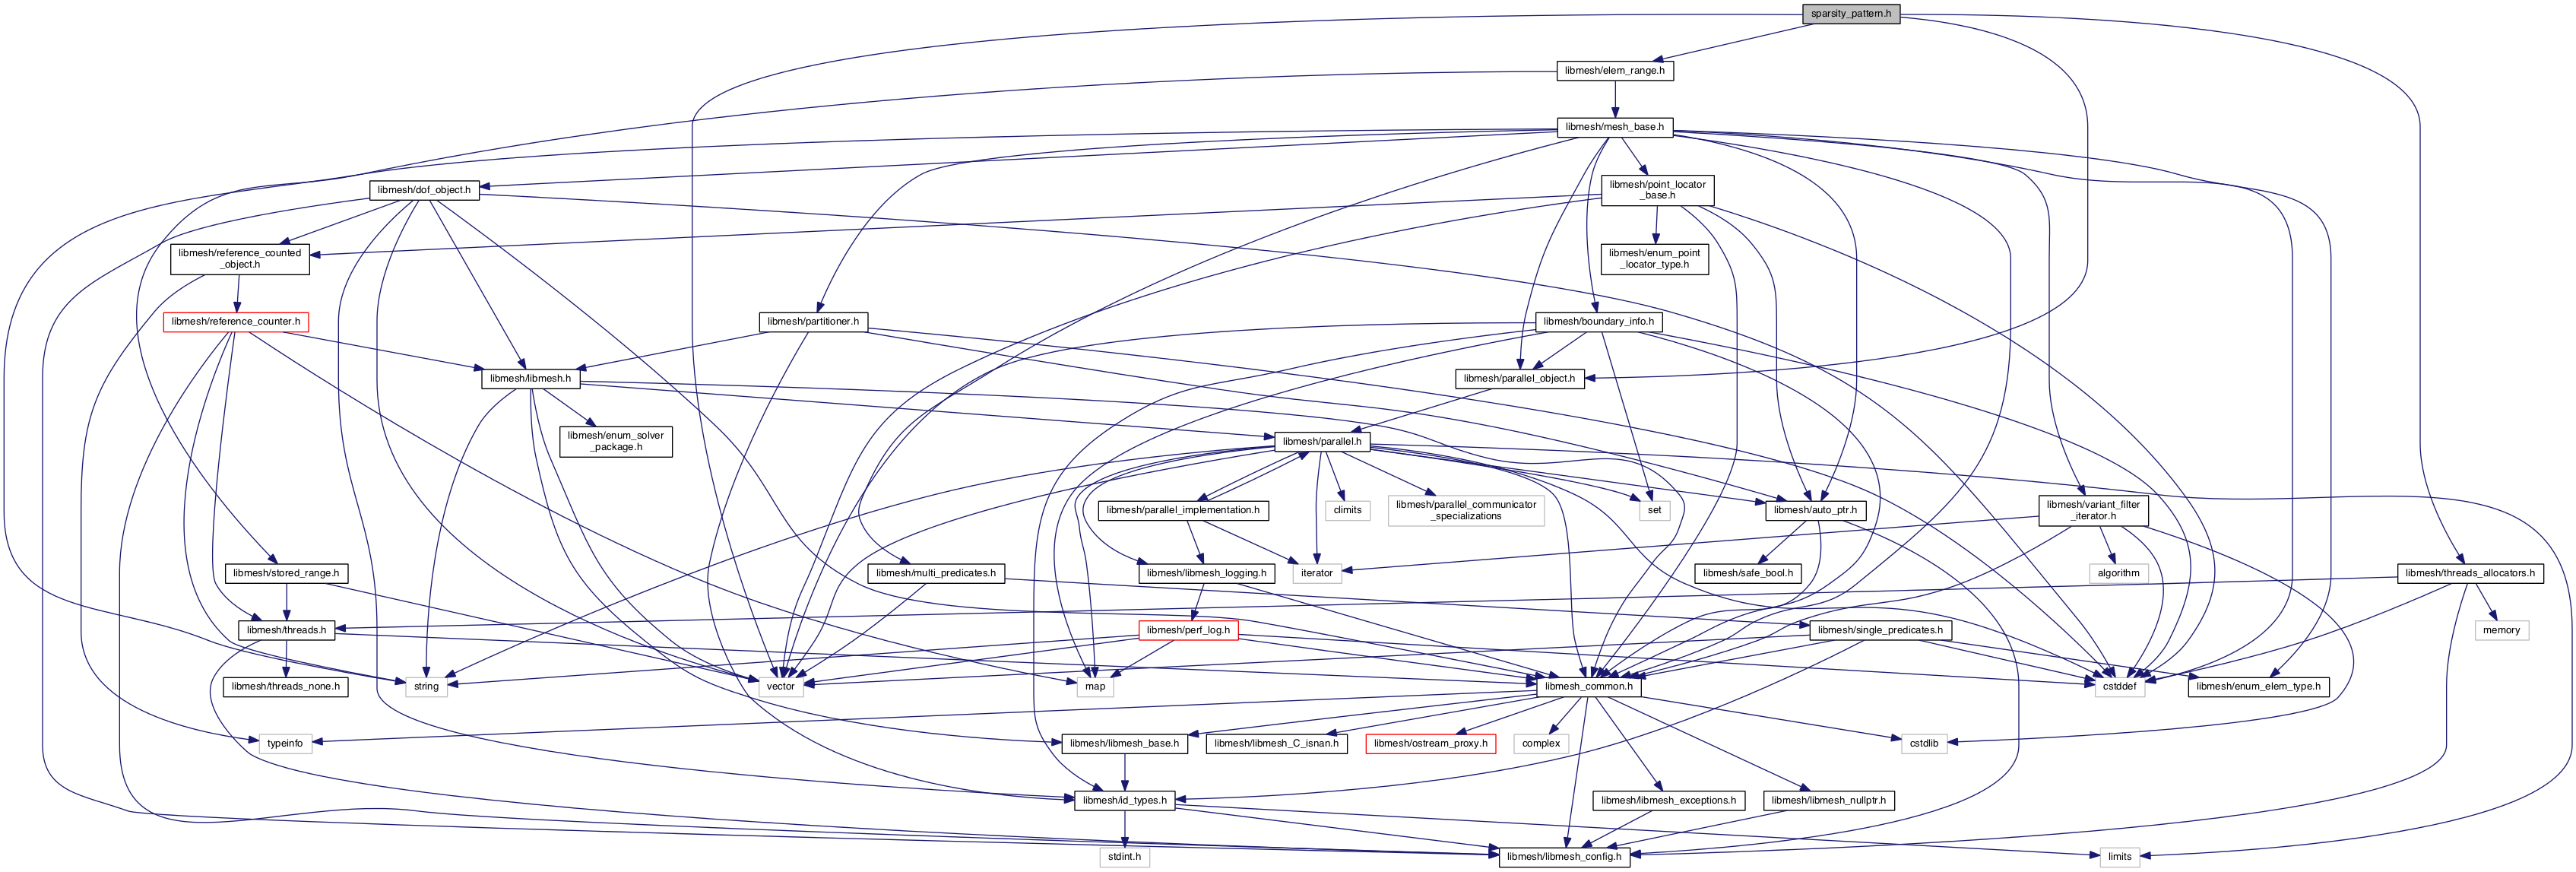 sparsity_pattern.h
libmesh/elem_range.h
libmesh/mesh_base.h
libmesh/dof_object.h
libmesh/point_locator
_base.h
libmesh/reference_counted
_object.h
libmesh/enum_point
_locator_type.h
libmesh/reference_counter.h
libmesh/partitioner.h
libmesh/boundary_info.h
libmesh/libmesh.h
libmesh/parallel_object.h
libmesh/enum_solver
_package.h
libmesh/parallel.h
libmesh/parallel_implementation.h
climits
libmesh/parallel_communicator
_specializations
set
libmesh/auto_ptr.h
libmesh/variant_filter
_iterator.h
libmesh/stored_range.h
libmesh/multi_predicates.h
libmesh/libmesh_logging.h
iterator
libmesh/safe_bool.h
algorithm
libmesh/threads_allocators.h
libmesh/threads.h
libmesh/perf_log.h
libmesh/single_predicates.h
memory
libmesh/threads_none.h
string
vector
map
libmesh_common.h
cstddef
libmesh/enum_elem_type.h
typeinfo
libmesh/libmesh_base.h
libmesh/libmesh_C_isnan.h
libmesh/ostream_proxy.h
complex
cstdlib
libmesh/id_types.h
libmesh/libmesh_exceptions.h
libmesh/libmesh_nullptr.h
stdint.h
libmesh/libmesh_config.h
limits